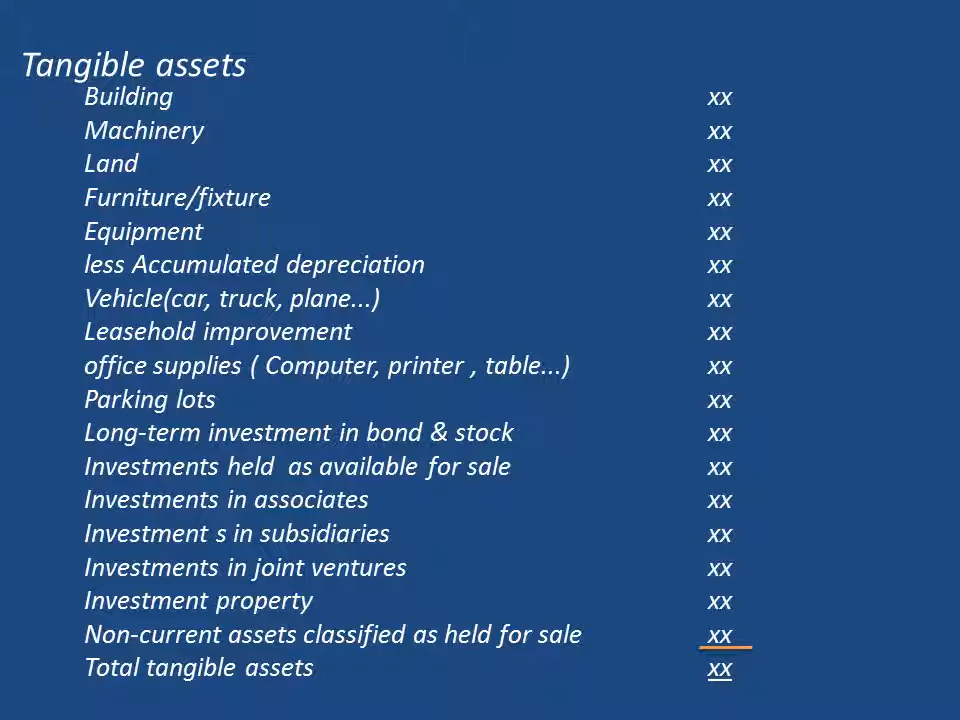 Tangible assets
Building xx
Machinery xx
Land xx
Furniture/fixture xx
Equipment xx
less Accumulated depreciation xx
Vehicle(car, truck, plane...) xx
Leasehold improvement xx
office supplies ( Computer, printer , table...) xx
Parking lots xx
Long-term investment in bond & stock xx
Investments held  as available for sale xx
Investments in associates xx
Investment s in subsidiaries xx
Investments in joint ventures xx
Investment property xx
Non-current assets classified as held for sale xx
Total tangible assets xx